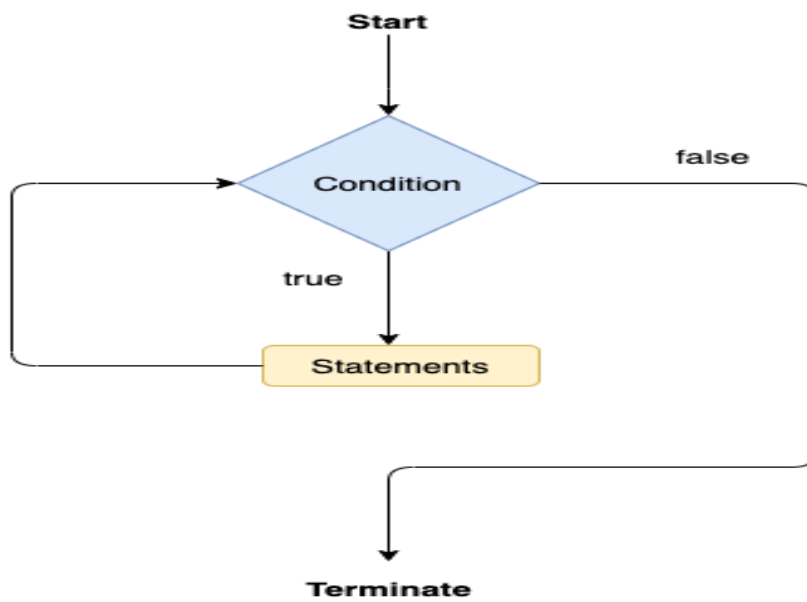 Start
false
Condition
true
Statements
Terminate